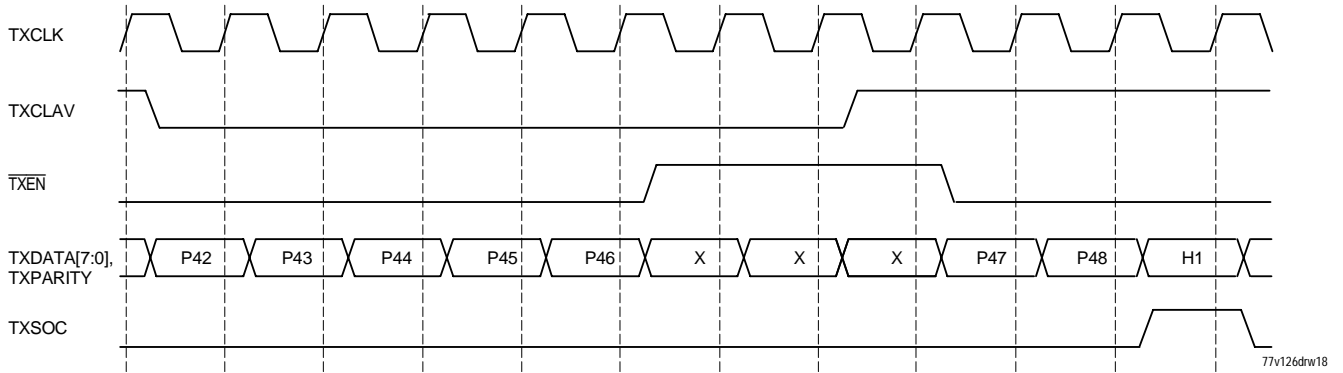 TXCLK
TXCLAV
TXEN
TXDATA[7:0], P42 P43 P44 P45 P46 X X X P47 P48 H1
TXPARITY
TXSOC
77v126drw18